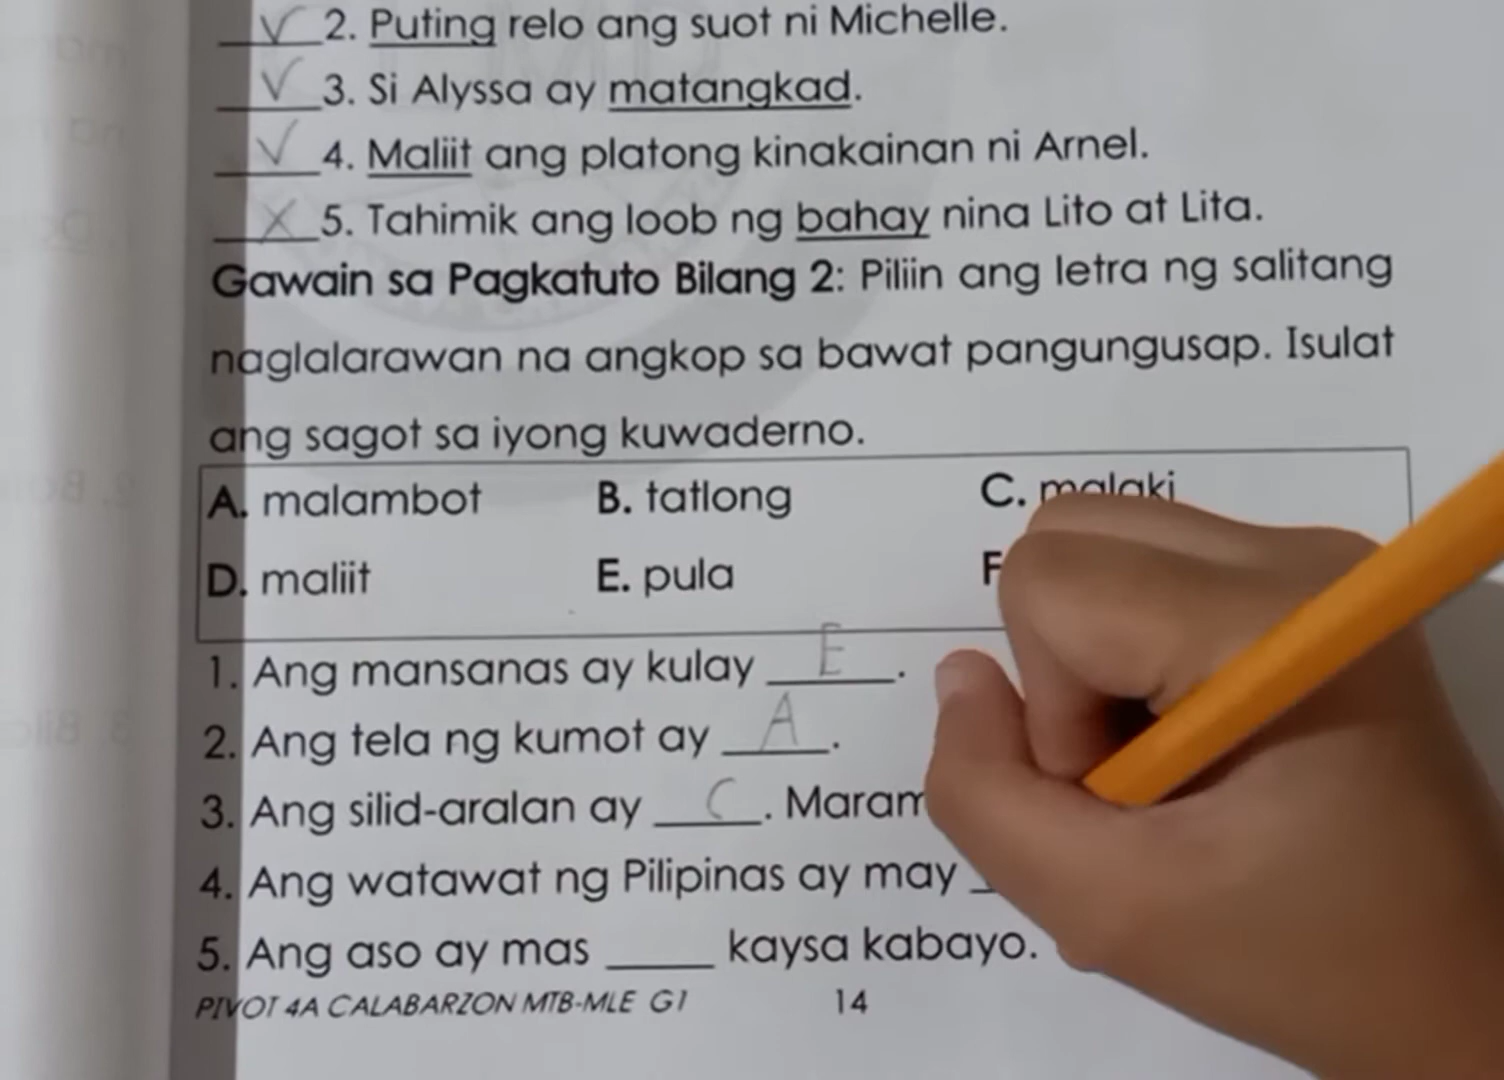 √ 2. Puting relo ang suot ni Michelle.
√ 3. Si Alyssa ay matangkad.
√ 4. Maliit ang platong kinakainan ni Arnel.
X 5. Tahimik ang loob ng bahay nina Lito at Lita.
Gawain sa Pagkatuto Bilang 2: Piliin ang letra ng salitang
naglalarawan na angkop sa bawat pangungusap. Isulat
ang sagot sa iyong kuwaderno.
A. malambot B. tatlong C. malaki
D. maliit E. pula F
1. Ang mansanas ay kulay E.
2. Ang tela ng kumot ay A.
3. Ang silid-aralan ay C.
4. Ang watawat ng Pilipinas ay may
5. Ang aso ay mas ____ kaysa kabayo.
PIVOT 4A CALABARZON MTB-MLE G1 14